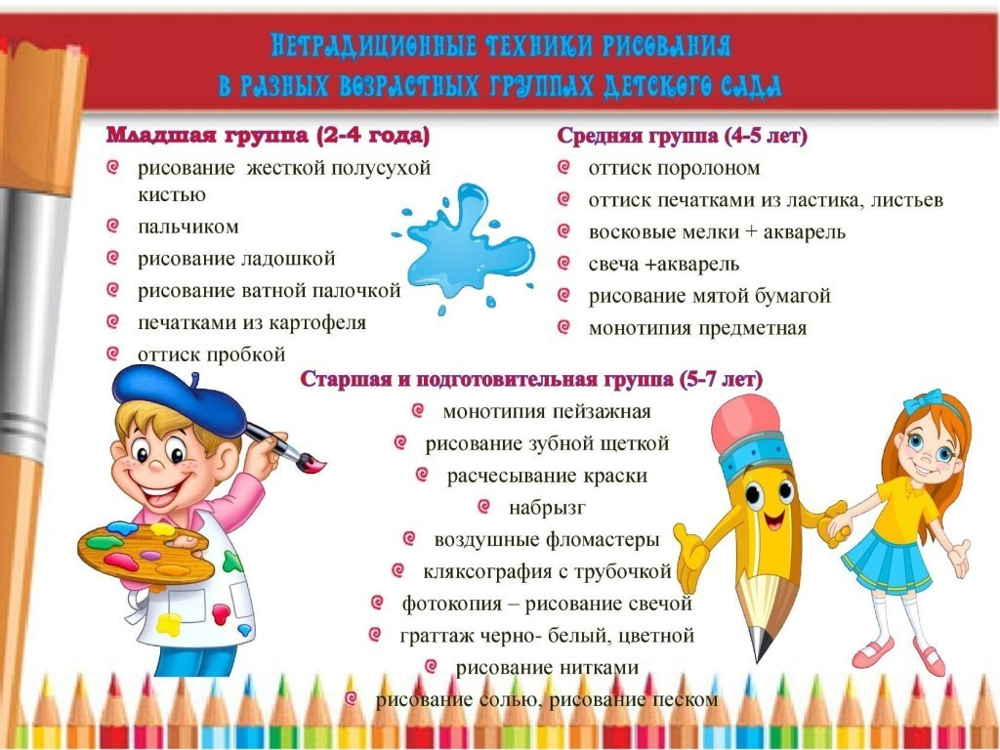 Нетрадиционные техники рисования
в разных возрастных группах детского сада
Младшая группа (2-4 года)
рисование жесткой полусухой
кистью
пальчиком
рисование ладошкой
рисование ватной палочкой
печатками из картофеля
оттиск пробкой
Средняя группа (4-5 лет)
оттиск поролоном
оттиск печатками из ластика, листьев
восковые мелки + акварель
свеча +акварель
рисование мятой бумагой
монотипия предметная
Старшая и подготовительная группа (5-7 лет)
монотипия пейзажная
рисование зубной щеткой
расчесывание краски
набрызг
воздушные фломастеры
кляксография с трубочкой
фотокопия – рисование свечой
граттаж черно- белый, цветной
рисование нитками
рисование солью, рисование песком